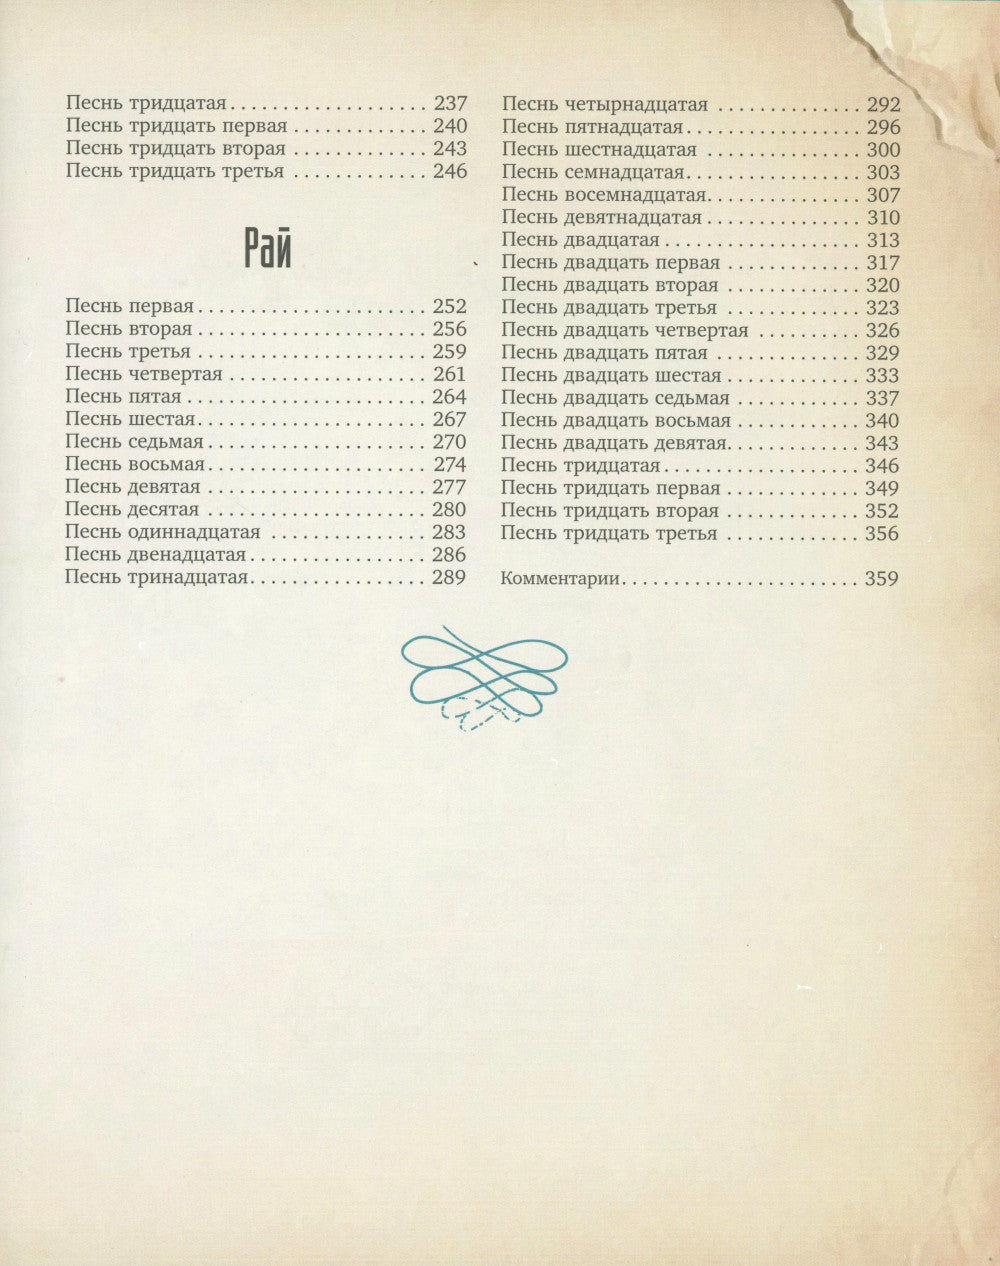 Песнь тридцатая . . . . . . . . . . . . . . . . . . . 237
Песнь тридцать первая . . . . . . . . . . . . . 240
Песнь тридцать вторая . . . . . . . . . . . . . 243
Песнь тридцать третья . . . . . . . . . . . . . 246
Рай
Песнь первая . . . . . . . . . . . . . . . . . . . . . . 252
Песнь вторая . . . . . . . . . . . . . . . . . . . . . . 256
Песнь третья . . . . . . . . . . . . . . . . . . . . . . 259
Песнь четвертая . . . . . . . . . . . . . . . . . . . 261
Песнь пятая . . . . . . . . . . . . . . . . . . . . . . . 264
Песнь шестая . . . . . . . . . . . . . . . . . . . . . . 267
Песнь седьмая . . . . . . . . . . . . . . . . . . . . . 270
Песнь восьмая . . . . . . . . . . . . . . . . . . . . . 274
Песнь девятая . . . . . . . . . . . . . . . . . . . . . 277
Песнь десятая . . . . . . . . . . . . . . . . . . . . . 280
Песнь одиннадцатая . . . . . . . . . . . . . . . 283
Песнь двенадцатая . . . . . . . . . . . . . . . . . 286
Песнь тринадцатая . . . . . . . . . . . . . . . . . 289
Песнь четырнадцатая . . . . . . . . . . . . . . 292
Песнь пятнадцатая . . . . . . . . . . . . . . . . . 296
Песнь шестнадцатая . . . . . . . . . . . . . . . 300
Песнь семнадцатая . . . . . . . . . . . . . . . . . 303
Песнь восемнадцатая . . . . . . . . . . . . . . . 307
Песнь девятнадцатая . . . . . . . . . . . . . . . 310
Песнь двадцатая . . . . . . . . . . . . . . . . . . . 313
Песнь двадцать первая . . . . . . . . . . . . . 317
Песнь двадцать вторая . . . . . . . . . . . . . 320
Песнь двадцать третья . . . . . . . . . . . . . 323
Песнь двадцать четвертая . . . . . . . . . . 326
Песнь двадцать пятая . . . . . . . . . . . . . . 329
Песнь двадцать шестая . . . . . . . . . . . . . 333
Песнь двадцать седьмая . . . . . . . . . . . . 337
Песнь двадцать восьмая . . . . . . . . . . . . 340
Песнь двадцать девятая . . . . . . . . . . . . . 343
Песнь тридцатая . . . . . . . . . . . . . . . . . . . 346
Песнь тридцать первая . . . . . . . . . . . . . 349
Песнь тридцать вторая . . . . . . . . . . . . . 352
Песнь тридцать третья . . . . . . . . . . . . . 356
Комментарии . . . . . . . . . . . . . . . . . . . . . . . 359